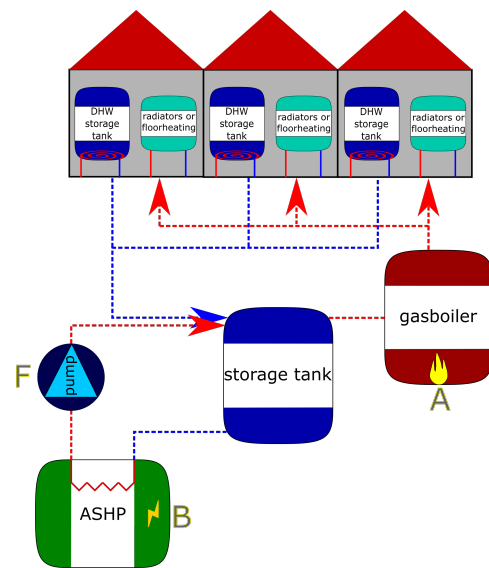 DHW
storage
tank
radiators or
floorheating
DHW
storage
tank
radiators or
floorheating
DHW
storage
tank
radiators or
floorheating
gasboiler
A
storage tank
F
pump
ASHP
B